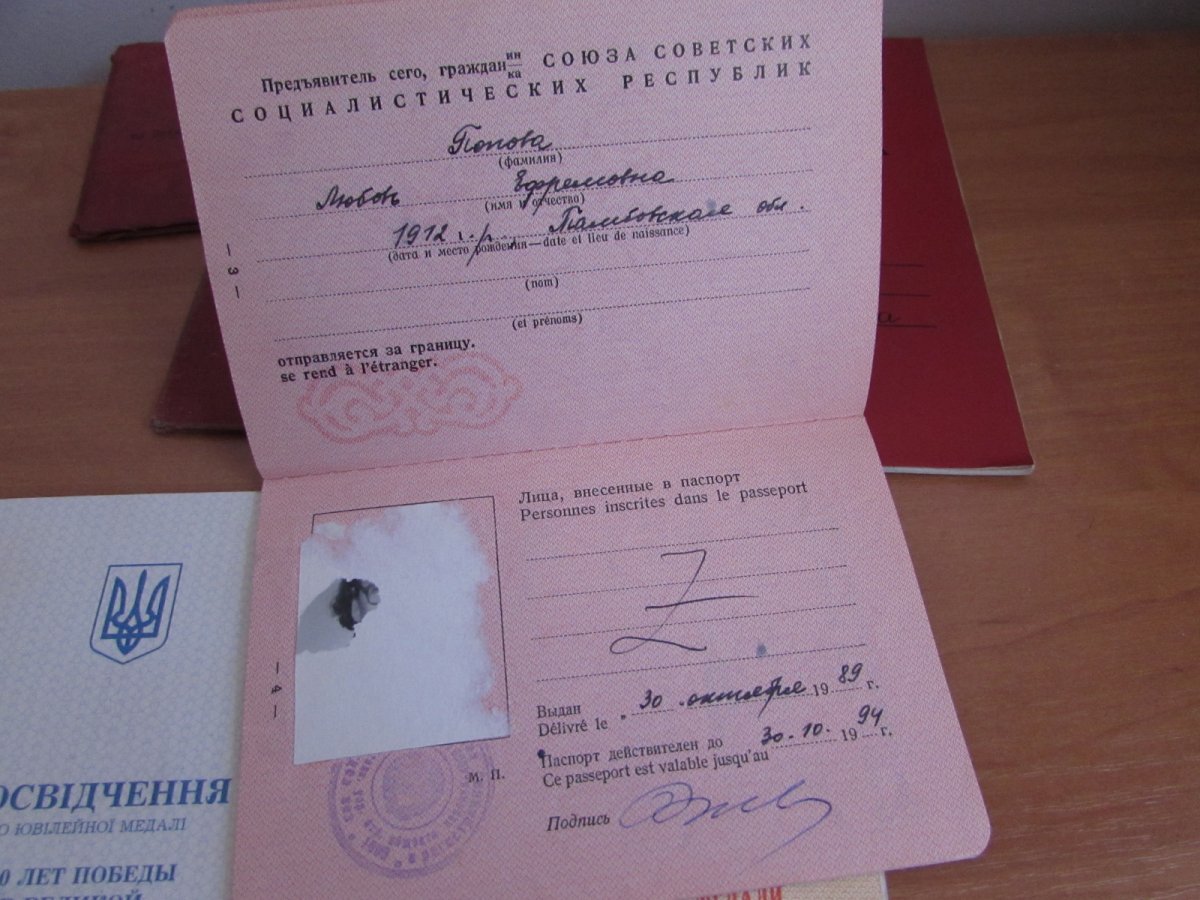 Предъявитель сего, граждан ин/ка СОЮЗА СОВЕТСКИХ
СОЦИАЛИСТИЧЕСКИХ РЕСПУБЛИК
Попова
(фамилия)
Любовь Ефремовна
(имя и отчество)
1912 г.р. Тамбовская обл.
(дата и место рождения—date et lieu de naissance)
(nom)
(et prénoms)
отправляется за границу.
se rend à l'étranger.
— 3 —
Лица, внесенные в паспорт
Personnes inscrites dans le passeport
Z
— 4 —
Выдан
Délivré le " 30 " октября 1989 г.
Паспорт действителен до 30.10.1994 г.
Ce passeport est valable jusqu'au
М. П.
Подпись
ОСВІДЧЕННЯ
О ЮВІЛЕЙНОЇ МЕДАЛІ
0 ЛЕТ ПОБЕДЫ